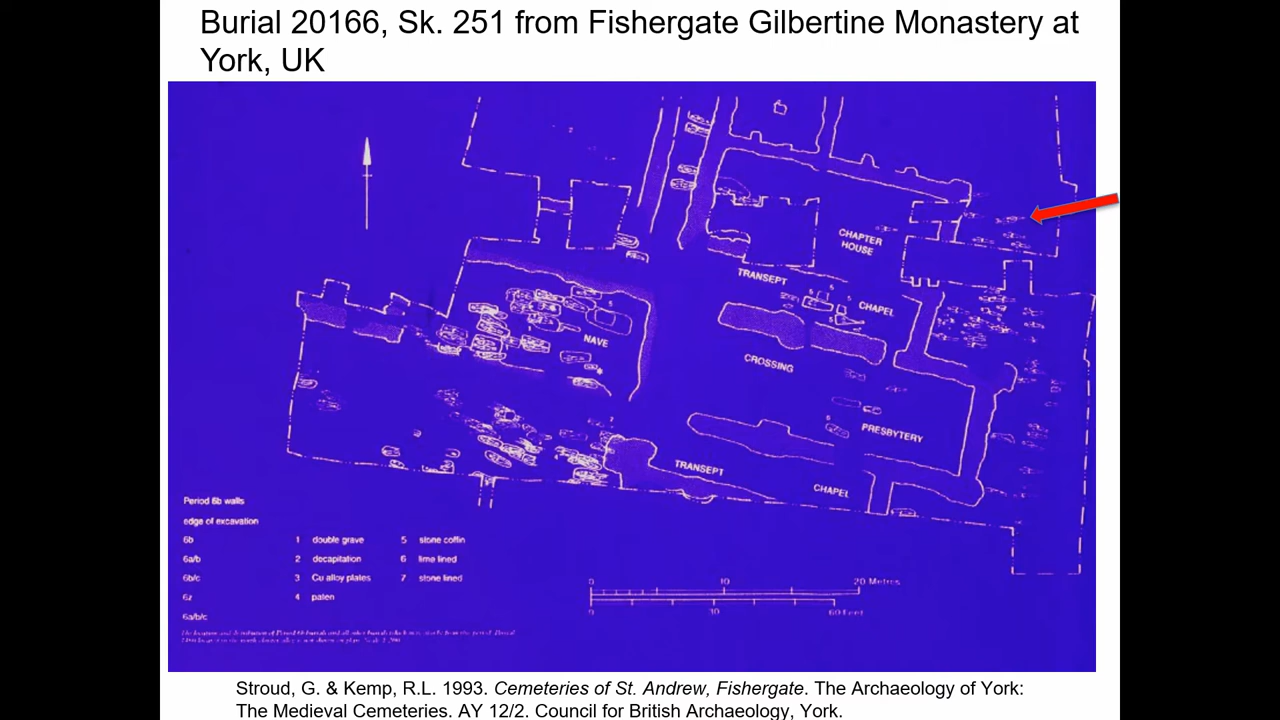 Burial 20166, Sk. 251 from Fishergate Gilbertine Monastery at
York, UK
CHAPTER
HOUSE
TRANSEPT
CHAPEL
NAVE
CROSSING
PRESBYTERY
TRANSEPT
CHAPEL
Period 6b walls
edge of excavation
6b 1 double grave 5 stone coffin
6a/b 2 decapitation 6 lime lined
6b/c 3 Cu alloy plates 7 stone lined
6z 4 paten
6a/b/c
0 10 20 Metres
0 30 60 Feet
Stroud, G. & Kemp, R.L. 1993. Cemeteries of St. Andrew, Fishergate. The Archaeology of York:
The Medieval Cemeteries. AY 12/2. Council for British Archaeology, York.